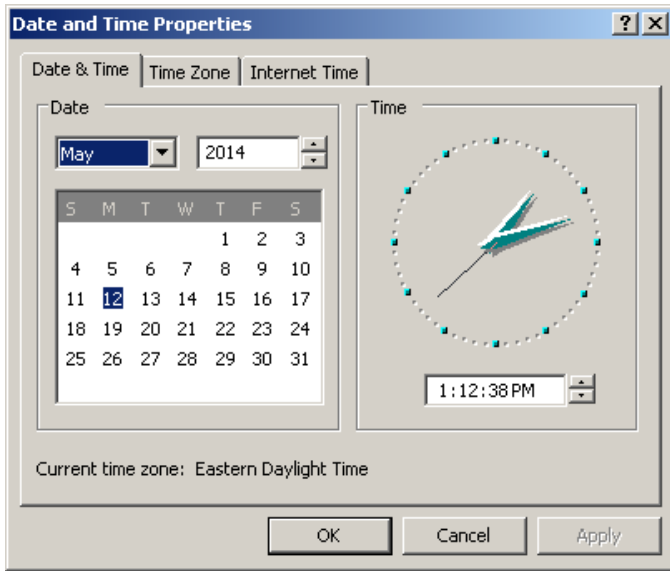 Date and Time Properties
Date & Time Time Zone Internet Time
Date
May 2014
S M T W T F S
1 2 3
4 5 6 7 8 9 10
11 12 13 14 15 16 17
18 19 20 21 22 23 24
25 26 27 28 29 30 31
Time
1:12:38 PM
Current time zone: Eastern Daylight Time
OK Cancel Apply